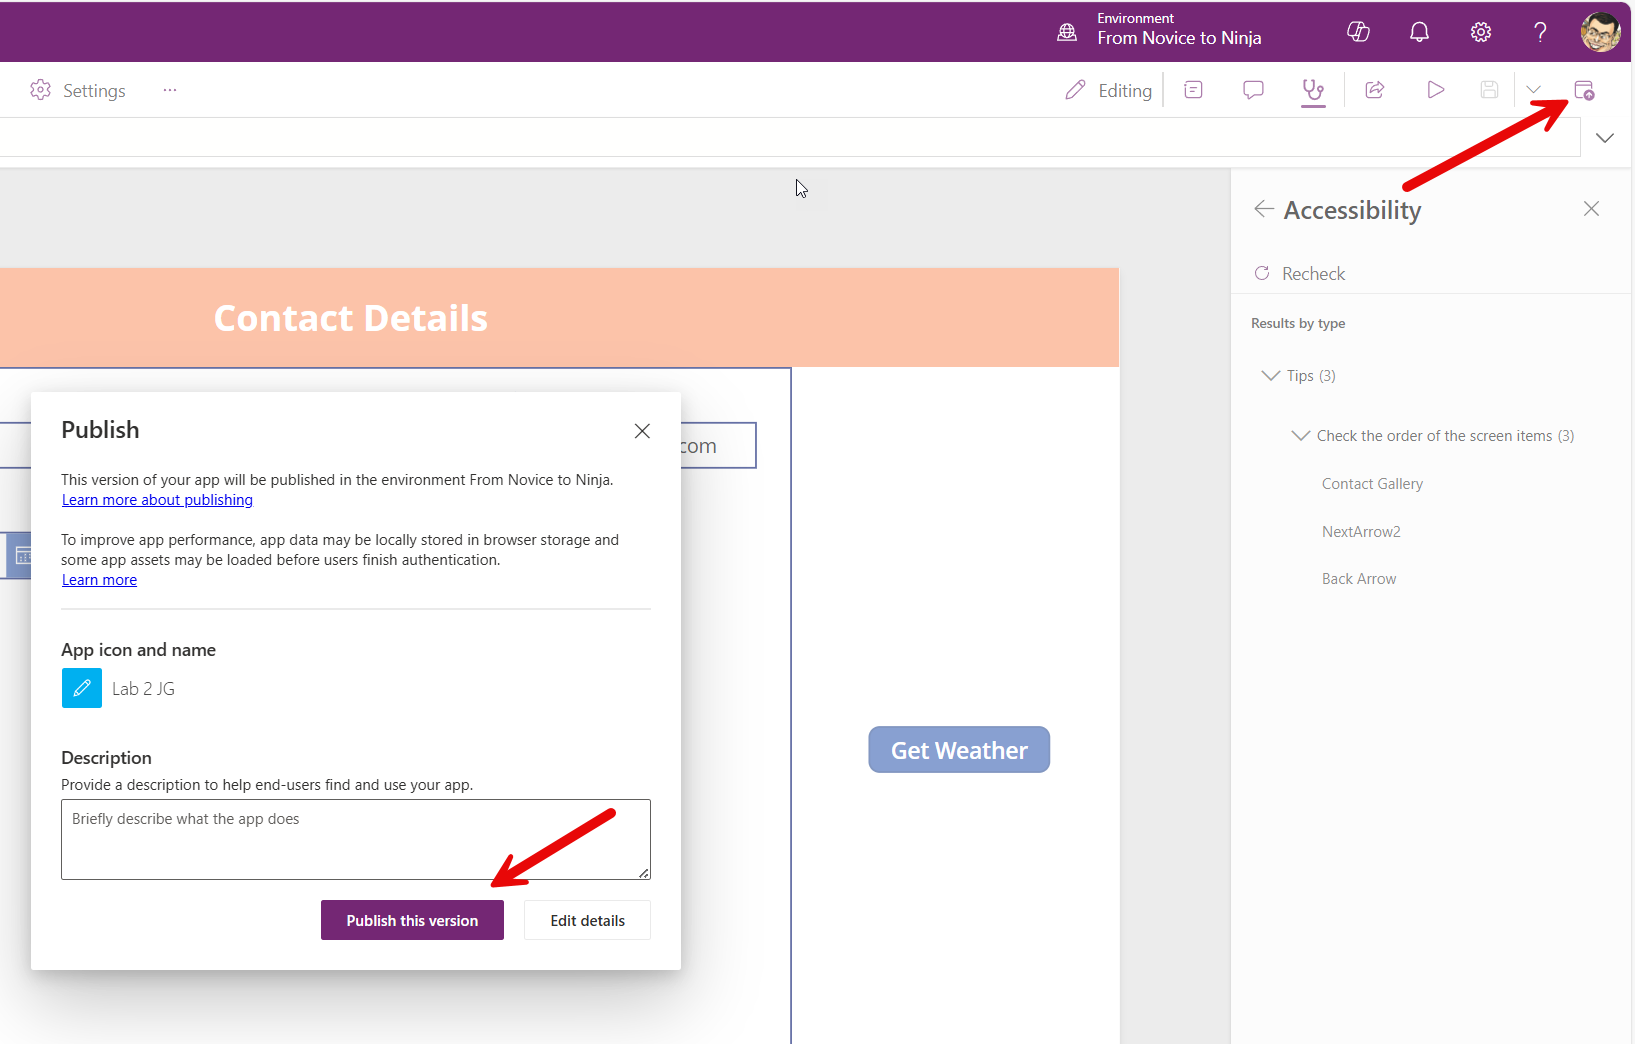 Environment
From Novice to Ninja
Settings
...
Editing
Accessibility
Recheck
Results by type
Tips (3)
Check the order of the screen items (3)
Contact Gallery
NextArrow2
Back Arrow
Contact Details
.com
Publish
This version of your app will be published in the environment From Novice to Ninja.
Learn more about publishing
To improve app performance, app data may be locally stored in browser storage and
some app assets may be loaded before users finish authentication.
Learn more
App icon and name
Lab 2 JG
Description
Provide a description to help end-users find and use your app.
Briefly describe what the app does
Publish this version
Edit details
Get Weather